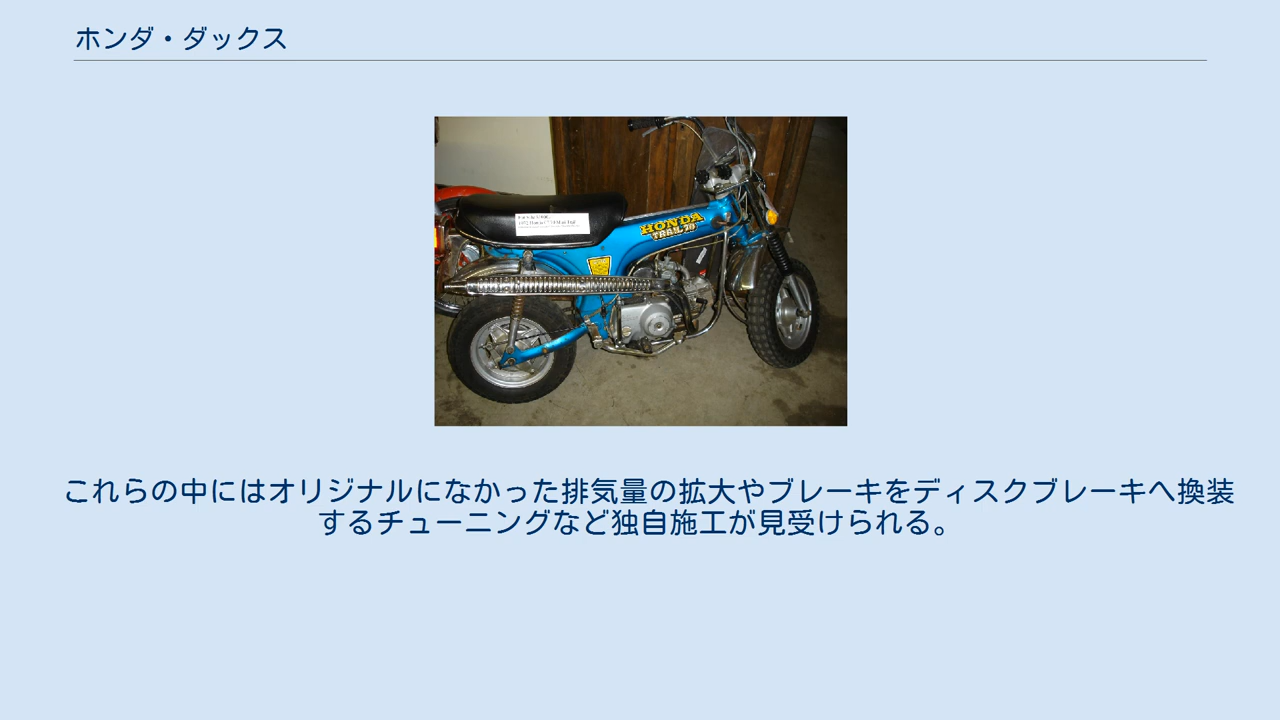 ホンダ・ダックス
HONDA
TRAIL 70
これらの中にはオリジナルになかった排気量の拡大やブレーキをディスクブレーキへ換装
するチューニングなど独自施工が見受けられる。